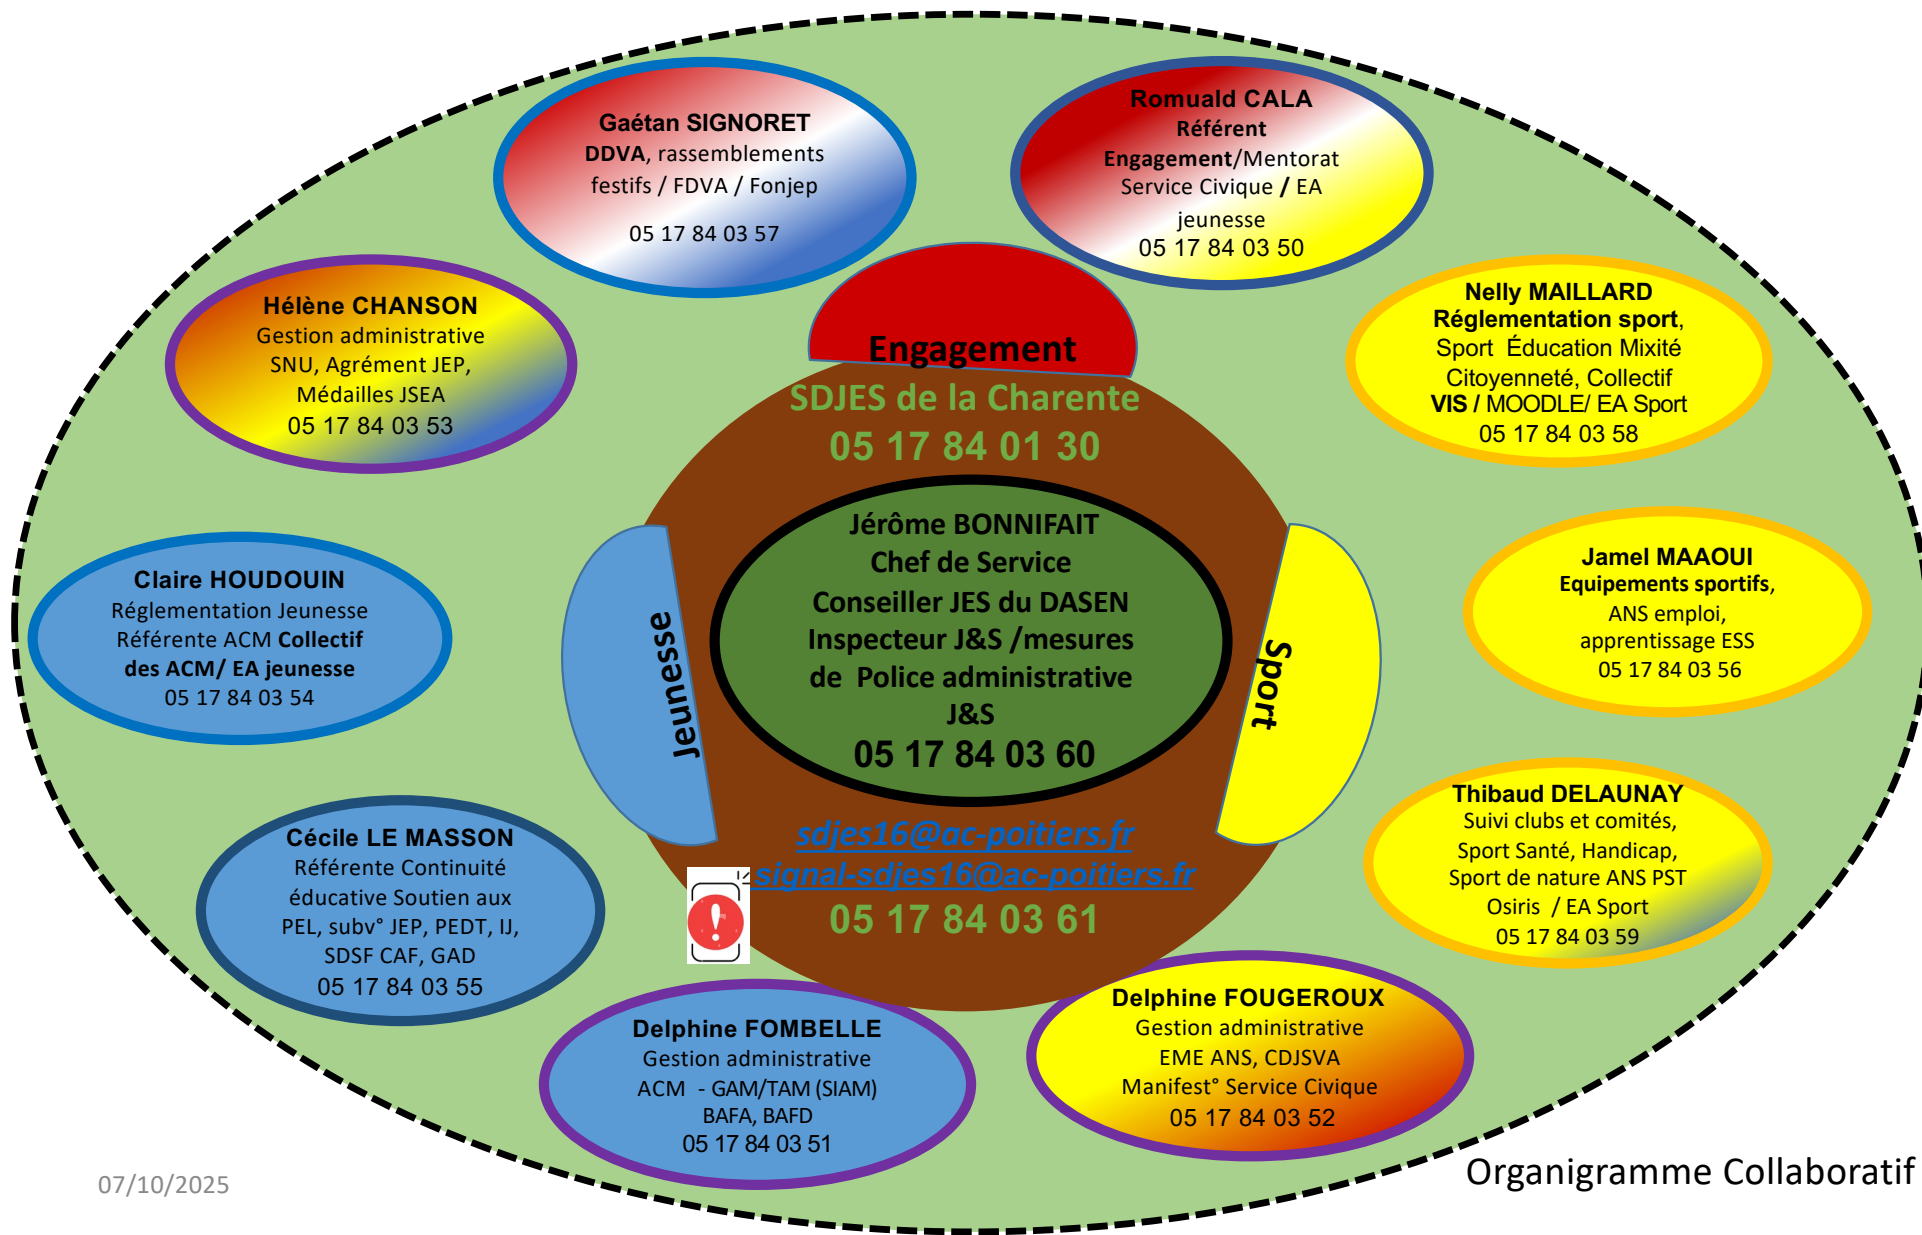 Gaétan SIGNORET
DDVA, rassemblements
festifs / FDVA / Fonjep
05 17 84 03 57
Romuald CALA
Référent
Engagement/Mentorat
Service Civique / EA
jeunesse
05 17 84 03 50
Hélène CHANSON
Gestion administrative
SNU, Agrément JEP,
Médailles JSEA
05 17 84 03 53
Nelly MAILLARD
Réglementation sport,
Sport Éducation Mixité
Citoyenneté, Collectif
VIS / MOODLE/ EA Sport
05 17 84 03 58
Engagement
SDJES de la Charente
05 17 84 01 30
Jérôme BONNIFAIT
Chef de Service
Conseiller JES du DASEN
Inspecteur J&S /mesures
de Police administrative
J&S
05 17 84 03 60
Jeunesse
Sport
Claire HOUDOUIN
Réglementation Jeunesse
Référente ACM Collectif
des ACM/ EA jeunesse
05 17 84 03 54
Jamel MAAOUI
Equipements sportifs,
ANS emploi,
apprentissage ESS
05 17 84 03 56
Cécile LE MASSON
Référente Continuité
éducative Soutien aux
PEL, subv° JEP, PEDT, IJ,
SDSF CAF, GAD
05 17 84 03 55
Thibaud DELAUNAY
Suivi clubs et comités,
Sport Santé, Handicap,
Sport de nature ANS PST
Osiris / EA Sport
05 17 84 03 59
sdjes16@ac-poitiers.fr
signal-sdjes16@ac-poitiers.fr
05 17 84 03 61
Delphine FOMBELLE
Gestion administrative
ACM - GAM/TAM (SIAM)
BAFA, BAFD
05 17 84 03 51
Delphine FOUGEROUX
Gestion administrative
EME ANS, CDJSVA
Manifest° Service Civique
05 17 84 03 52
07/10/2025
Organigramme Collaboratif